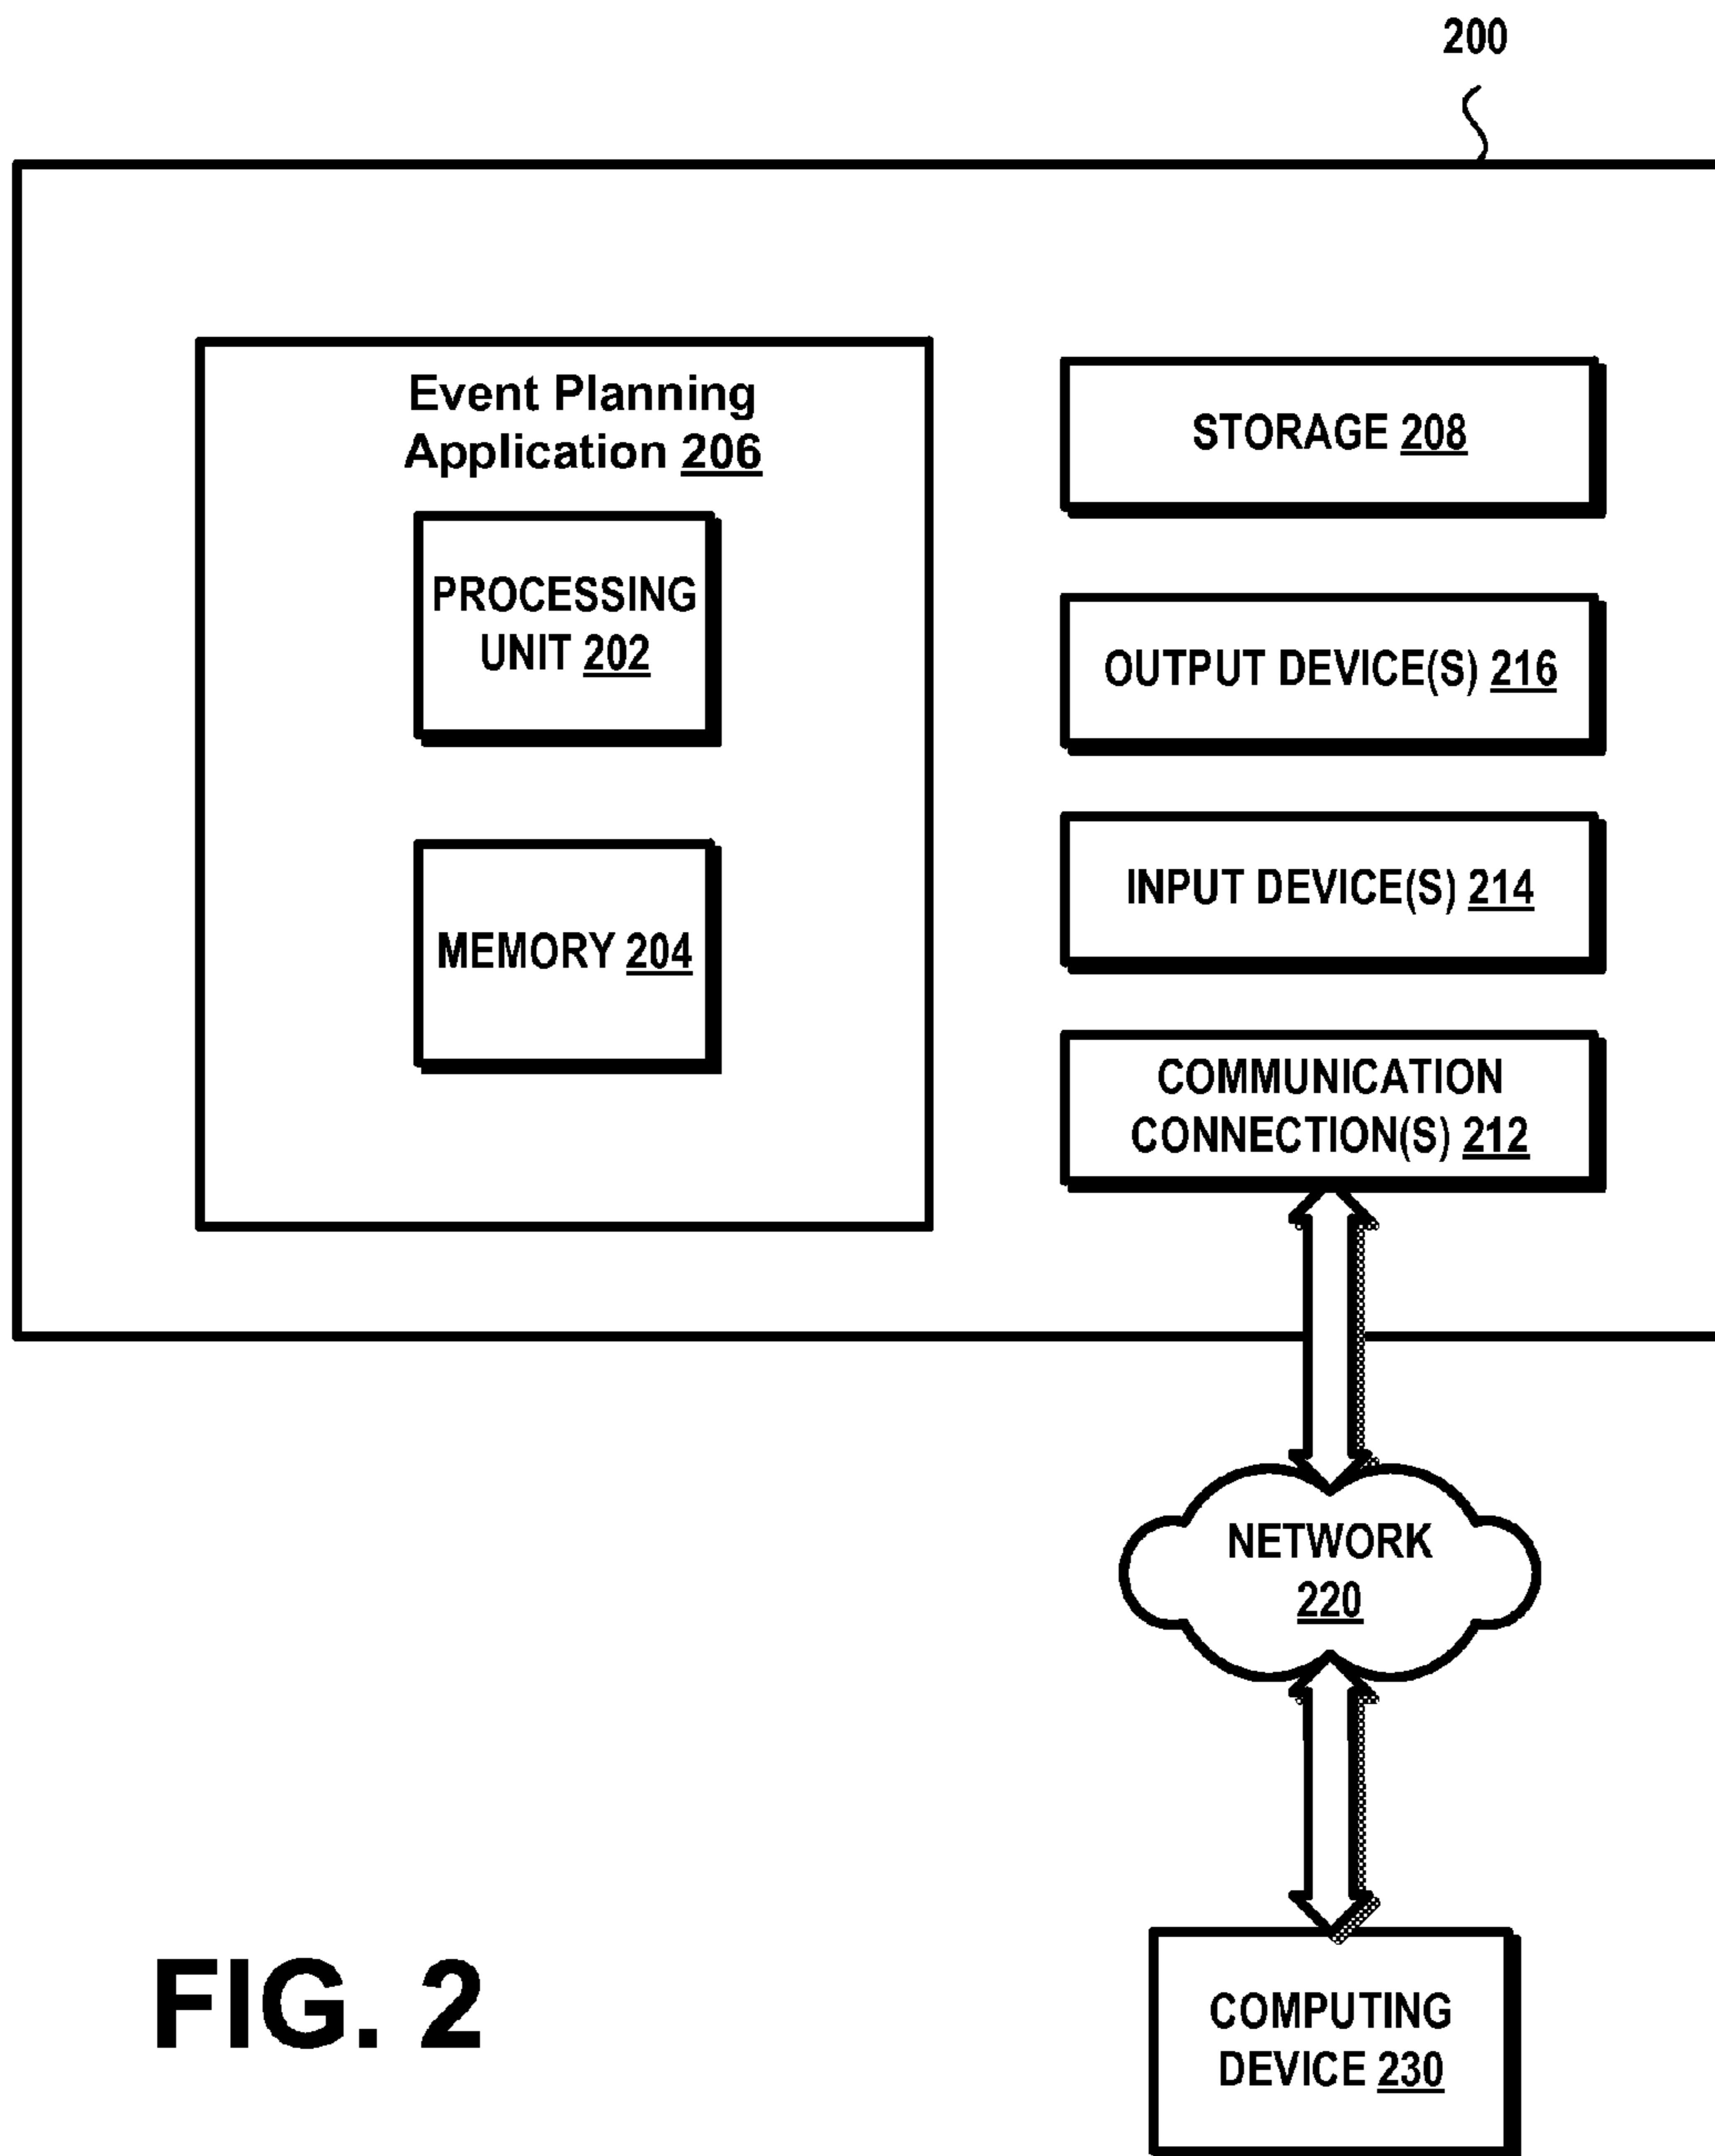 200
Event Planning
Application 206
PROCESSING
UNIT 202
MEMORY 204
STORAGE 208
OUTPUT DEVICE(S) 216
INPUT DEVICE(S) 214
COMMUNICATION
CONNECTION(S) 212
NETWORK
220
COMPUTING
DEVICE 230
FIG. 2